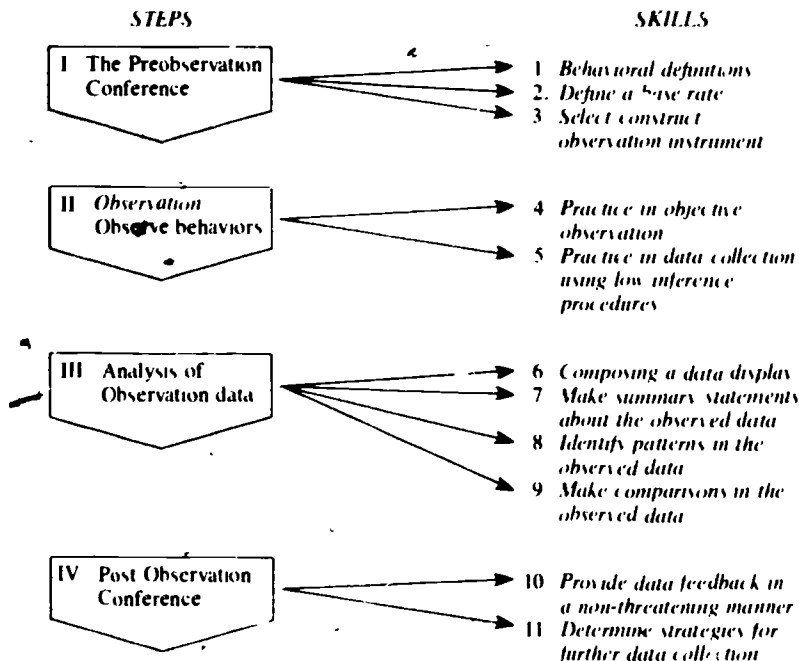 STEPS
SKILLS
I The Preobservation
Conference
1 Behavioral definitions
2. Define a base rate
3 Select construct
observation instrument
II Observation
Observe behaviors
4 Practice in objective
observation
5 Practice in data collection
using low inference
procedures
III Analysis of
Observation data
6 Composing a data display
7 Make summary statements
about the observed data
8 Identify patterns in the
observed data
9 Make comparisons in the
observed data
IV Post Observation
Conference
10 Provide data feedback in
a non-threatening manner
11 Determine strategies for
further data collection